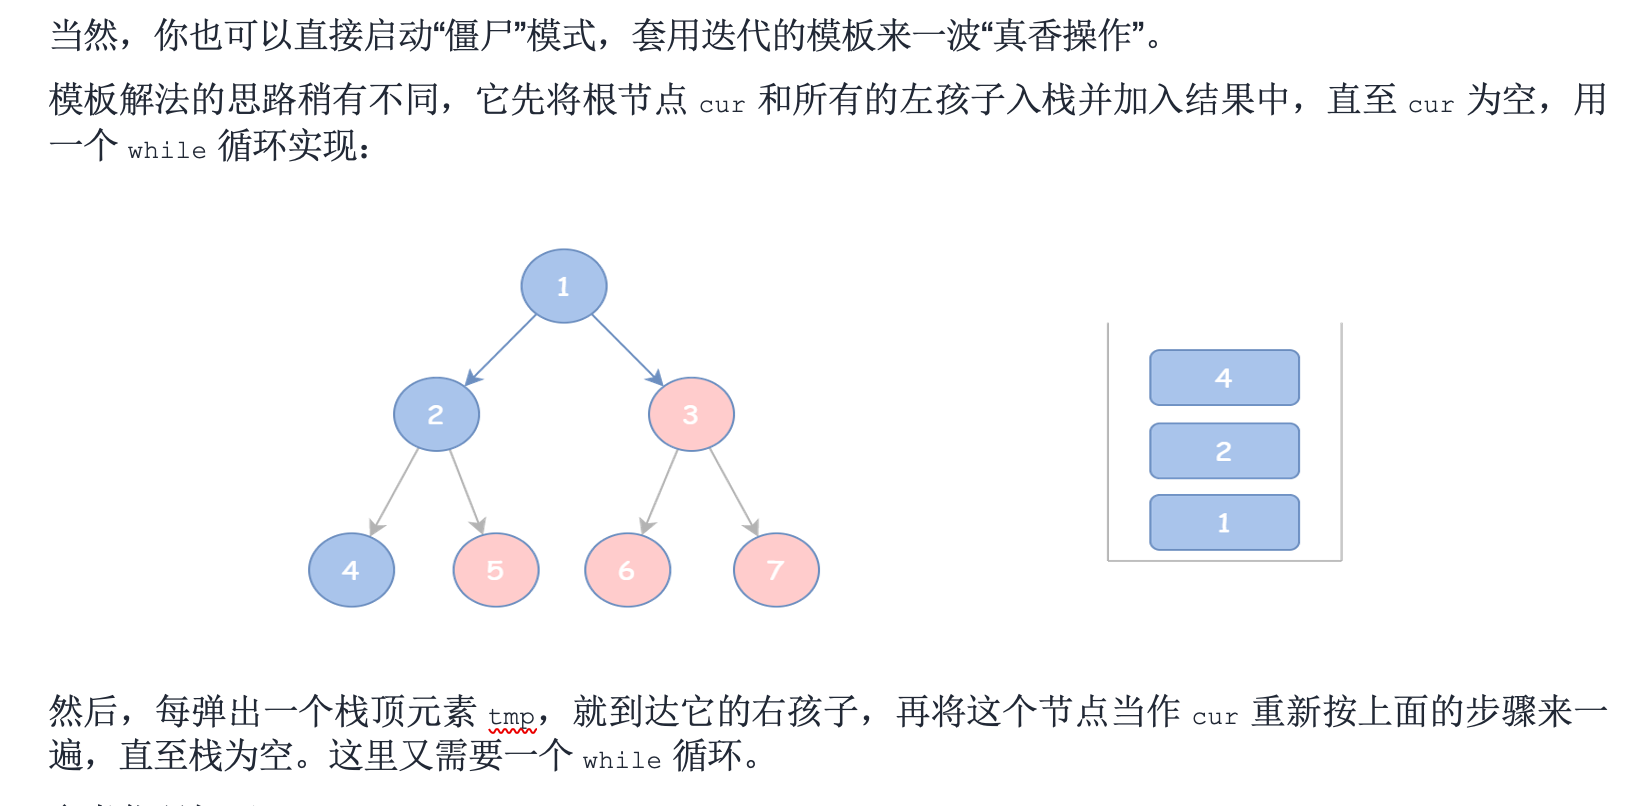 当然，你也可以直接启动“僵尸”模式，套用迭代的模板来一波“真香操作”。
模板解法的思路稍有不同，它先将根节点 cur 和所有的左孩子入栈并加入结果中，直至 cur 为空，用
一个 while 循环实现：
1
2
3
4
5
6
7
4
2
1
然后，每弹出一个栈顶元素 tmp，就到达它的右孩子，再将这个节点当作 cur 重新按上面的步骤来一
遍，直至栈为空。这里又需要一个 while 循环。